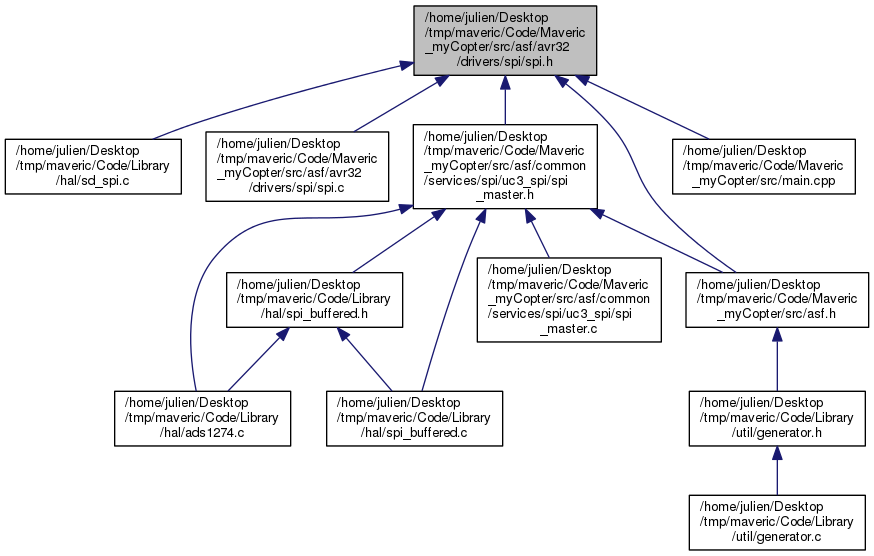 /home/julien/Desktop
/tmp/maveric/Code/Maveric
_myCopter/src/asf/avr32
/drivers/spi/spi.h
/home/julien/Desktop
/tmp/maveric/Code/Library
/hal/sd_spi.c
/home/julien/Desktop
/tmp/maveric/Code/Maveric
_myCopter/src/asf/avr32
/drivers/spi/spi.c
/home/julien/Desktop
/tmp/maveric/Code/Maveric
_myCopter/src/asf/common
/services/spi/uc3_spi/spi
_master.h
/home/julien/Desktop
/tmp/maveric/Code/Maveric
_myCopter/src/main.cpp
/home/julien/Desktop
/tmp/maveric/Code/Library
/hal/spi_buffered.h
/home/julien/Desktop
/tmp/maveric/Code/Maveric
_myCopter/src/asf/common
/services/spi/uc3_spi/spi
_master.c
/home/julien/Desktop
/tmp/maveric/Code/Maveric
_myCopter/src/asf.h
/home/julien/Desktop
/tmp/maveric/Code/Library
/hal/ads1274.c
/home/julien/Desktop
/tmp/maveric/Code/Library
/hal/spi_buffered.c
/home/julien/Desktop
/tmp/maveric/Code/Library
/util/generator.h
/home/julien/Desktop
/tmp/maveric/Code/Library
/util/generator.c